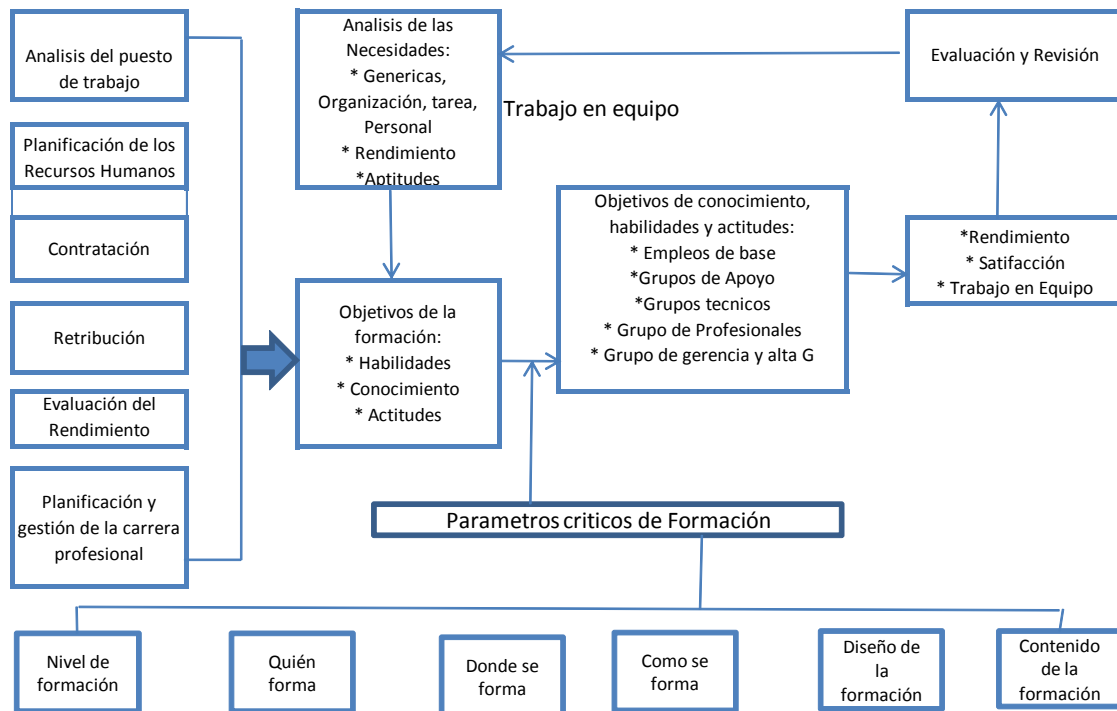 Analisis del puesto
de trabajo
Planificación de los
Recursos Humanos
Contratación
Retribución
Evaluación del
Rendimiento
Planificación y
gestión de la carrera
profesional
Analisis de las
Necesidades:
* Genericas,
Organización, tarea,
Personal
* Rendimiento
*Aptitudes
Trabajo en equipo
Evaluación y Revisión
Objetivos de la
formación:
* Habilidades
* Conocimiento
* Actitudes
Objetivos de conocimiento,
habilidades y actitudes:
* Empleos de base
*Grupos de Apoyo
*Grupos tecnicos
* Grupo de Profesionales
* Grupo de gerencia y alta G
*Rendimiento
* Satifacción
* Trabajo en Equipo
Parametros criticos de Formación
Nivel de
formación
Quién
forma
Donde se
forma
Como se
forma
Diseño de
la
formación
Contenido
de la
formación